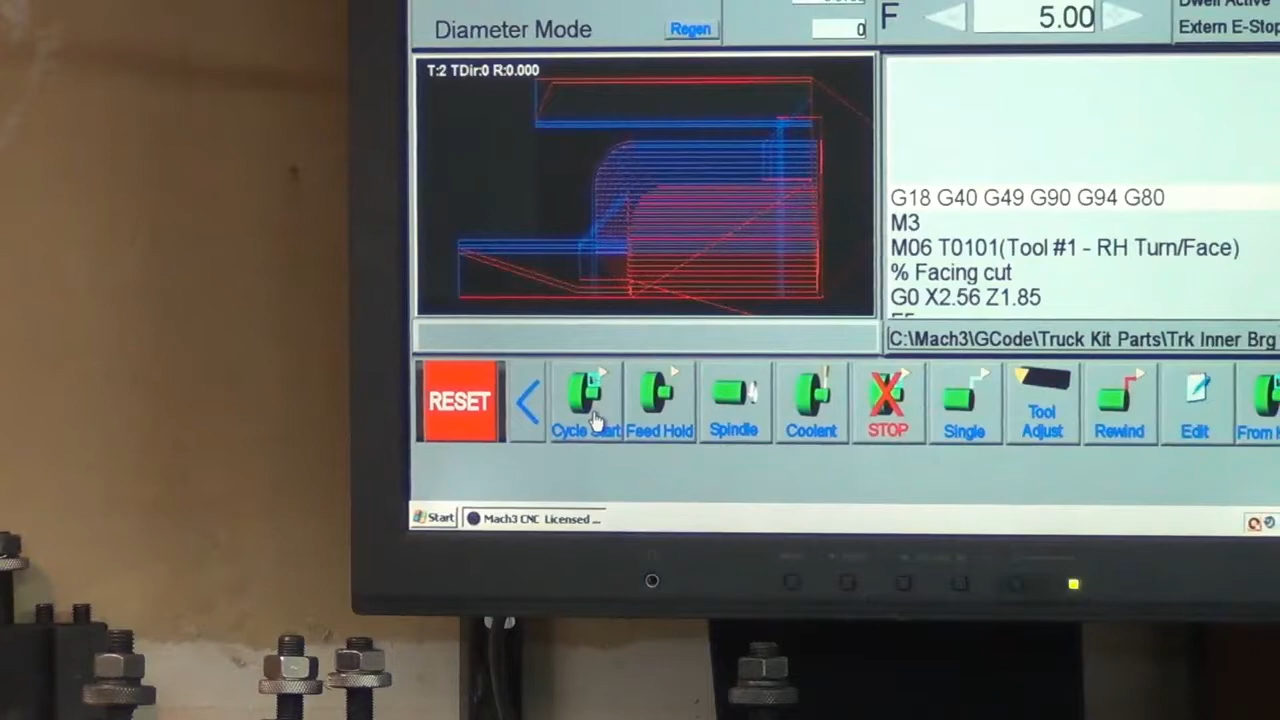 Dwell Active
Diameter Mode
Regen
0
F
5.00
Extern E-Stop
T:2 TDir:0 R:0.000
G18 G40 G49 G90 G94 G80
M3
M06 T0101(Tool #1 - RH Turn/Face)
% Facing cut
G0 X2.56 Z1.85
C:\Mach3\GCode\Truck Kit Parts\Trk Inner Brg
RESET
Cycle Start
Feed Hold
Spindle
Coolant
STOP
Single
Tool
Adjust
Rewind
Edit
From
Start
Mach3 CNC Licensed ...